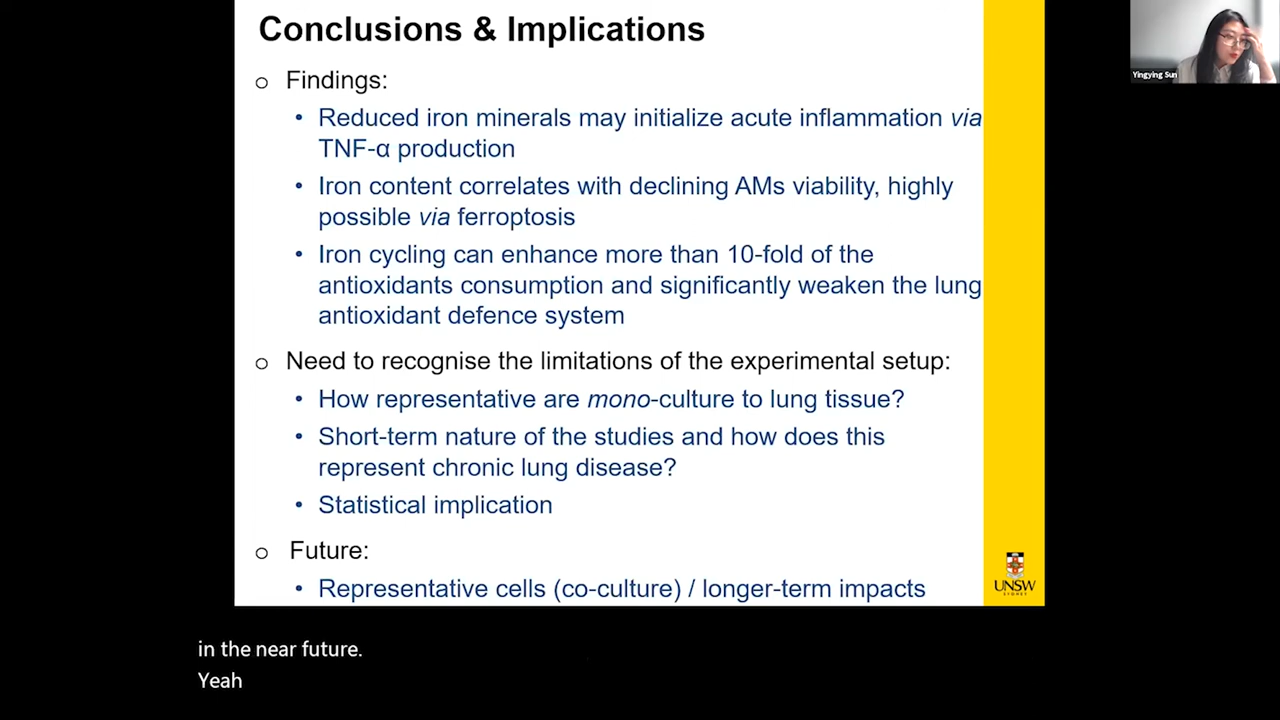 Conclusions & Implications
Yingying Sun
o Findings:
• Reduced iron minerals may initialize acute inflammation via
TNF-α production
• Iron content correlates with declining AMs viability, highly
possible via ferroptosis
• Iron cycling can enhance more than 10-fold of the
antioxidants consumption and significantly weaken the lung
antioxidant defence system
o Need to recognise the limitations of the experimental setup:
• How representative are mono-culture to lung tissue?
• Short-term nature of the studies and how does this
represent chronic lung disease?
• Statistical implication
o Future:
• Representative cells (co-culture) / longer-term impacts
UNSW
SYDNEY
in the near future.
Yeah